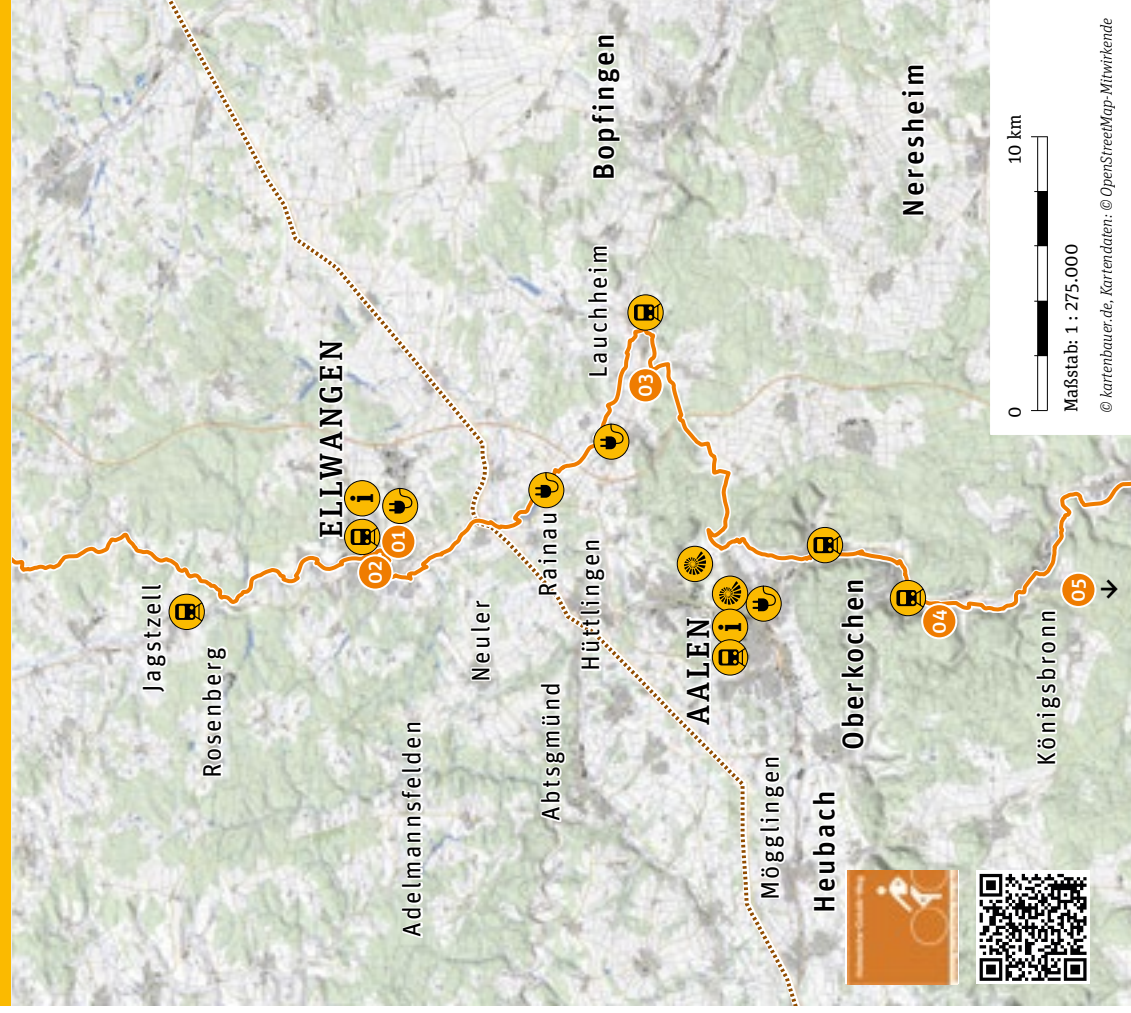 Jagstzell
Rosenberg
ELLWANGEN
i
01
02
Adelmannsfelden
Neuler
Rainau
Hüttlingen
Abtsgmünd
Lauchheim
Bopfingen
03
AALEN
i
Mögglingen
Heubach
Oberkochen
04
Neresheim
Königsbronn
05
0
10 km
Maßstab: 1 : 275.000
© kartenbauer.de, Kartendaten: © OpenStreetMap-Mitwirkende